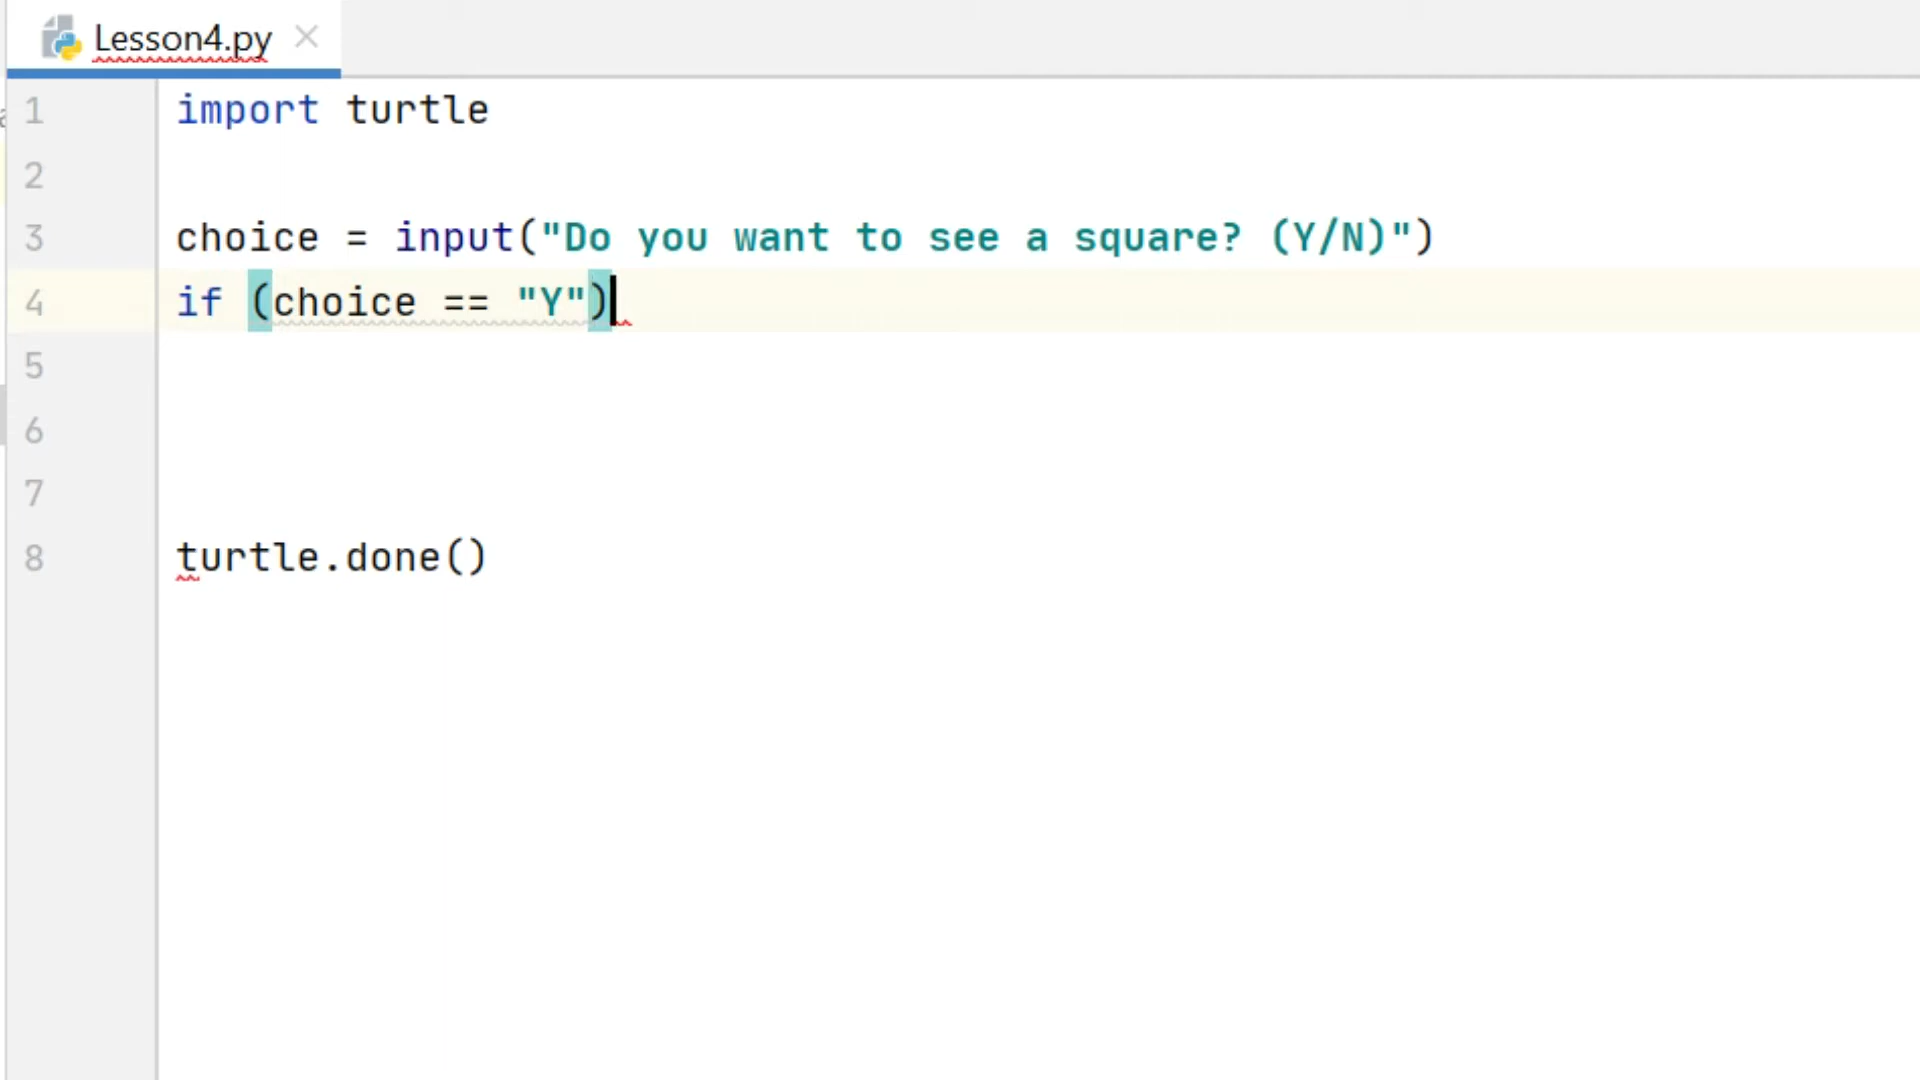 Lesson4.py
1 import turtle
2
3 choice = input("Do you want to see a square? (Y/N)")
4 if (choice == "Y")
5
6
7
8 turtle.done()